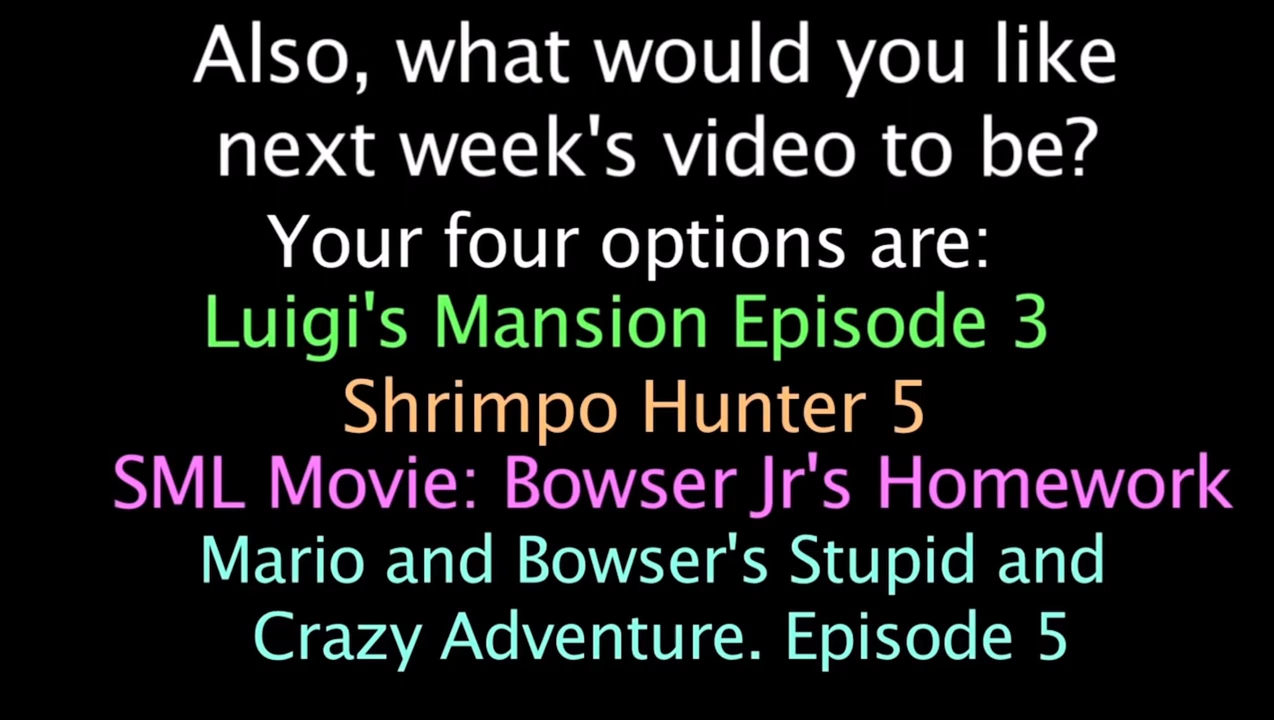 Also, what would you like
next week's video to be?
Your four options are:
Luigi's Mansion Episode 3
Shrimpo Hunter 5
SML Movie: Bowser Jr's Homework
Mario and Bowser's Stupid and
Crazy Adventure. Episode 5